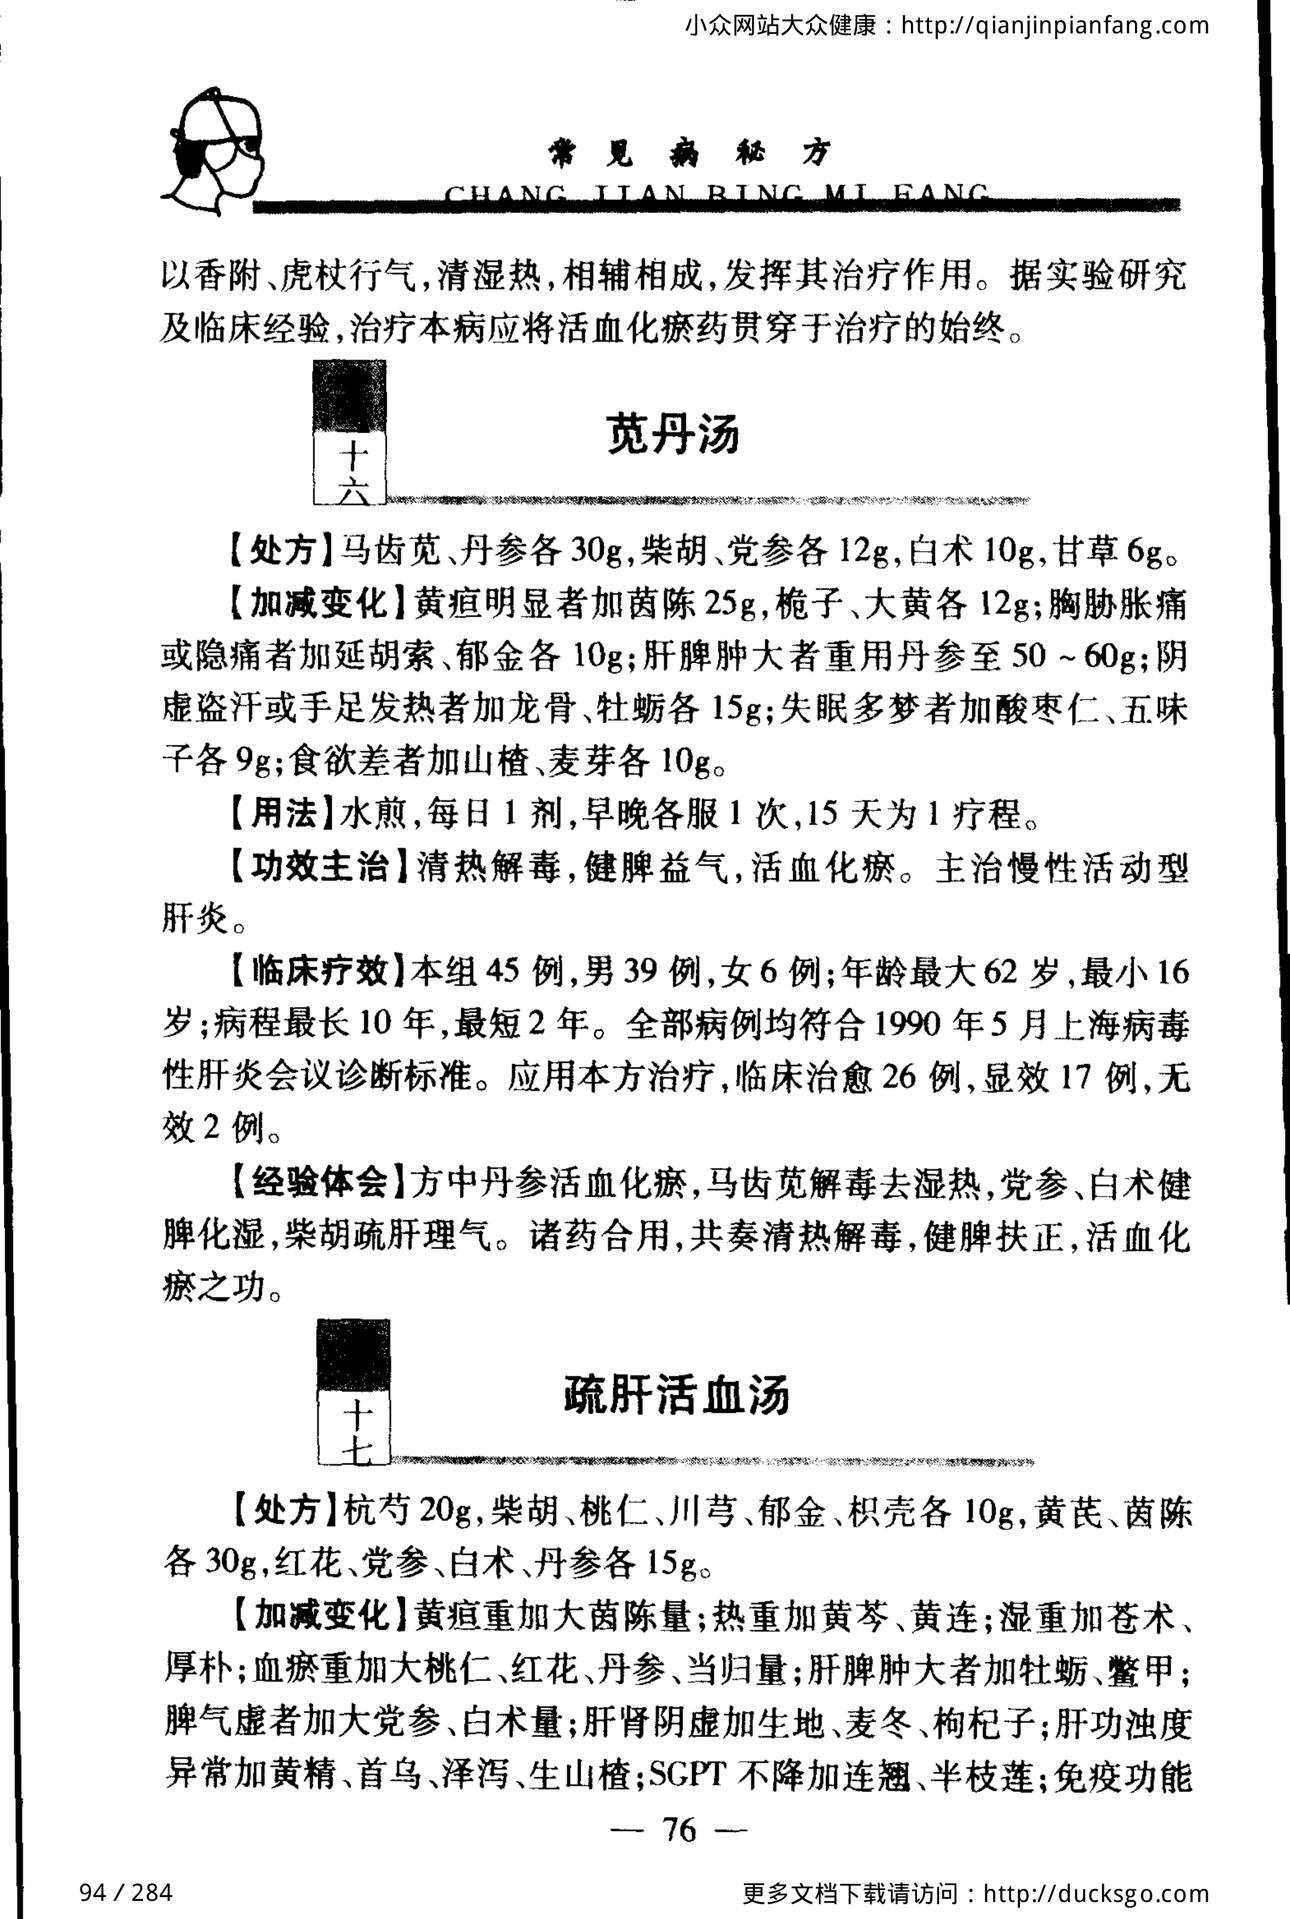 小众网站大众健康：http://qianjinpianfang.com
常见病秘方
CHANG JIAN BING MI FANG
以香附、虎杖行气,清湿热,相辅相成,发挥其治疗作用。据实验研究
及临床经验,治疗本病应将活血化瘀药贯穿于治疗的始终。
十六
苋丹汤
【处方】马齿苋、丹参各30g,柴胡、党参各12g,白术10g,甘草6g。
【加减变化】黄疸明显者加茵陈25g,桅子、大黄各12g;胸胁胀痛
或隐痛者加延胡索、郁金各10g;肝脾肿大者重用丹参至50~60g;阴
虚盗汗或手足发热者加龙骨、牡蛎各15g;失眠多梦者加酸枣仁、五味
子各9g;食欲差者加山楂、麦芽各10g。
【用法】水煎,每日1剂,早晚各服1次,15天为1疗程。
【功效主治】清热解毒,健脾益气,活血化瘀。主治慢性活动型
肝炎。
【临床疗效】本组45例,男39例,女6例;年龄最大62岁,最小16
岁;病程最长10年,最短2年。全部病例均符合1990年5月上海病毒
性肝炎会议诊断标准。应用本方治疗,临床治愈26例,显效17例,无
效2例。
【经验体会】方中丹参活血化瘀,马齿苋解毒去湿热,党参、白术健
脾化湿,柴胡疏肝理气。诸药合用,共奏清热解毒,健脾扶正,活血化
瘀之功。
十七
疏肝活血汤
【处方】杭芍20g,柴胡、桃仁、川芎、郁金、枳壳各10g,黄芪、茵陈
各30g,红花、党参、白术、丹参各15g。
【加减变化】黄疸重加大茵陈量;热重加黄芩、黄连;湿重加苍术、
厚朴;血瘀重加大桃仁、红花、丹参、当归量;肝脾肿大者加牡蛎、鳖甲;
脾气虚者加大党参、白术量;肝肾阴虚加生地、麦冬、枸杞子;肝功浊度
异常加黄精、首乌、泽泻、生山楂;SGPT不降加连翘、半枝莲;免疫功能
— 76 —
94 / 284
更多文档下载请访问：http://ducksgo.com